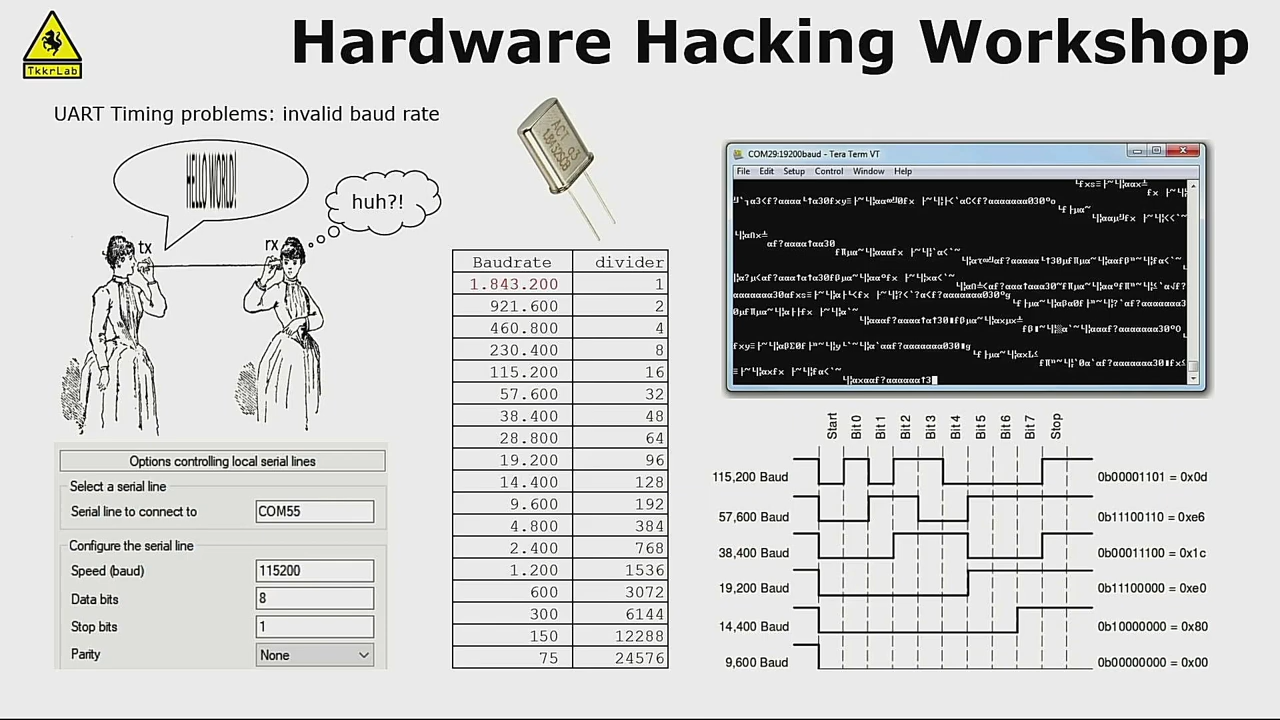 Hardware Hacking Workshop
TkkrLab
UART Timing problems: invalid baud rate
HELLO WORLD!
huh?!
tx
rx
Options controlling local serial lines
Select a serial line
Serial line to connect to COM55
Configure the serial line
Speed (baud) 115200
Data bits 8
Stop bits 1
Parity None
Baudrate divider
1.843.200 1
921.600 2
460.800 4
230.400 8
115.200 16
57.600 32
38.400 48
28.800 64
19.200 96
14.400 128
9.600 192
4.800 384
2.400 768
1.200 1536
600 3072
300 6144
150 12288
75 24576
COM29:19200baud - Tera Term VT
File Edit Setup Control Window Help
Start Bit 0 Bit 1 Bit 2 Bit 3 Bit 4 Bit 5 Bit 6 Bit 7 Stop
115,200 Baud 0b00001101 = 0x0d
57,600 Baud 0b11100110 = 0xe6
38,400 Baud 0b00011100 = 0x1c
19,200 Baud 0b11100000 = 0xe0
14,400 Baud 0b10000000 = 0x80
9,600 Baud 0b00000000 = 0x00